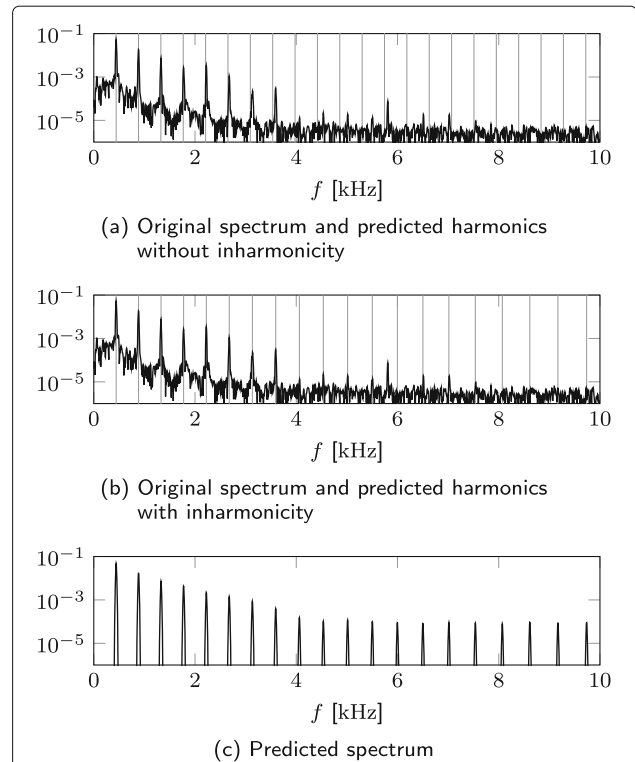 10⁻¹
10⁻³
10⁻⁵
0 2 4 6 8 10
f [kHz]
(a) Original spectrum and predicted harmonics
without inharmonicity
10⁻¹
10⁻³
10⁻⁵
0 2 4 6 8 10
f [kHz]
(b) Original spectrum and predicted harmonics
with inharmonicity
10⁻¹
10⁻³
10⁻⁵
0 2 4 6 8 10
f [kHz]
(c) Predicted spectrum